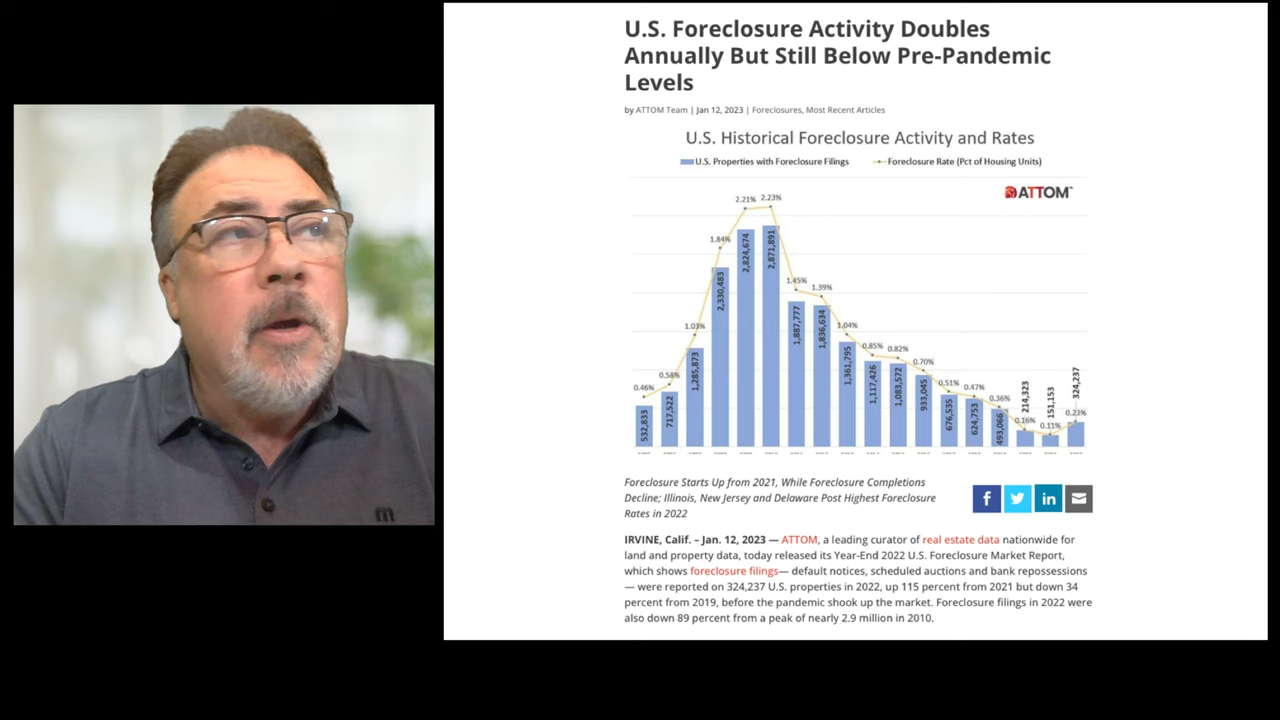 U.S. Foreclosure Activity Doubles
Annually But Still Below Pre-Pandemic
Levels
by ATTOM Team | Jan 12, 2023 | Foreclosures, Most Recent Articles
U.S. Historical Foreclosure Activity and Rates
U.S. Properties with Foreclosure Filings
Foreclosure Rate (Pct of Housing Units)
ATTOM
0.46%
0.58%
1.03%
1.84%
2.21%
2.23%
1.45%
1.39%
1.04%
0.85%
0.82%
0.70%
0.51%
0.47%
0.36%
0.16%
0.11%
0.23%
532,833
717,522
1,285,873
2,330,483
2,824,674
2,871,891
1,887,777
1,836,634
1,361,795
1,117,426
1,083,572
933,045
676,535
624,753
493,066
214,323
151,153
324,237
Foreclosure Starts Up from 2021, While Foreclosure Completions
Decline; Illinois, New Jersey and Delaware Post Highest Foreclosure
Rates in 2022
f
in
IRVINE, Calif. – Jan. 12, 2023 — ATTOM, a leading curator of real estate data nationwide for
land and property data, today released its Year-End 2022 U.S. Foreclosure Market Report,
which shows foreclosure filings— default notices, scheduled auctions and bank repossessions
— were reported on 324,237 U.S. properties in 2022, up 115 percent from 2021 but down 34
percent from 2019, before the pandemic shook up the market. Foreclosure filings in 2022 were
also down 89 percent from a peak of nearly 2.9 million in 2010.
m